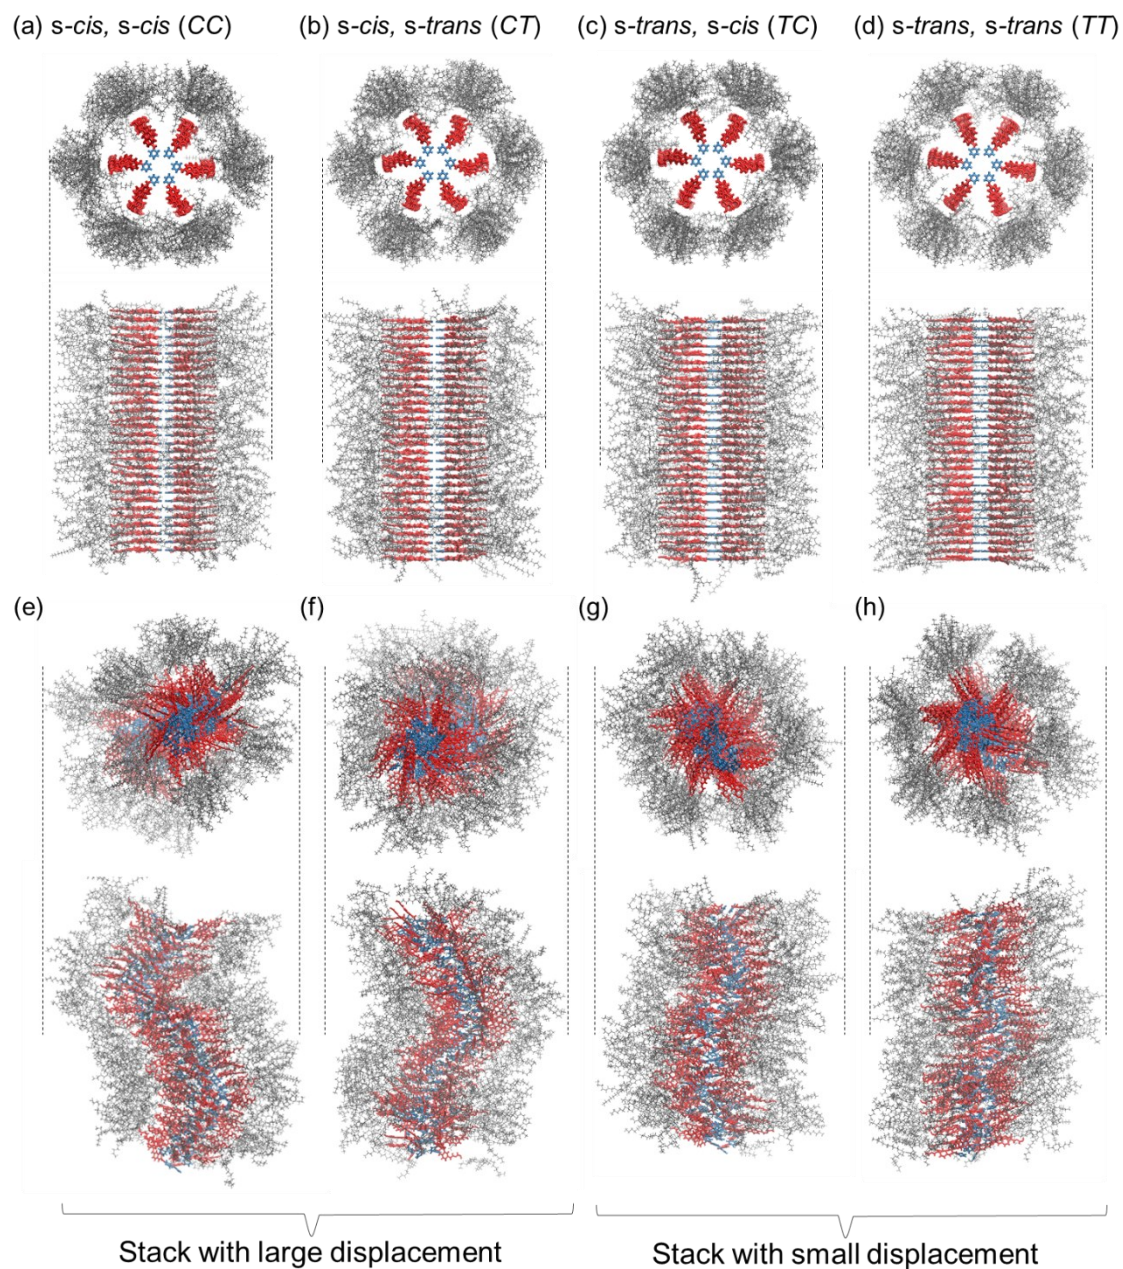 (a) s-cis, s-cis (CC)
(b) s-cis, s-trans (CT)
(c) s-trans, s-cis (TC)
(d) s-trans, s-trans (TT)
(e)
(f)
(g)
(h)
Stack with large displacement
Stack with small displacement